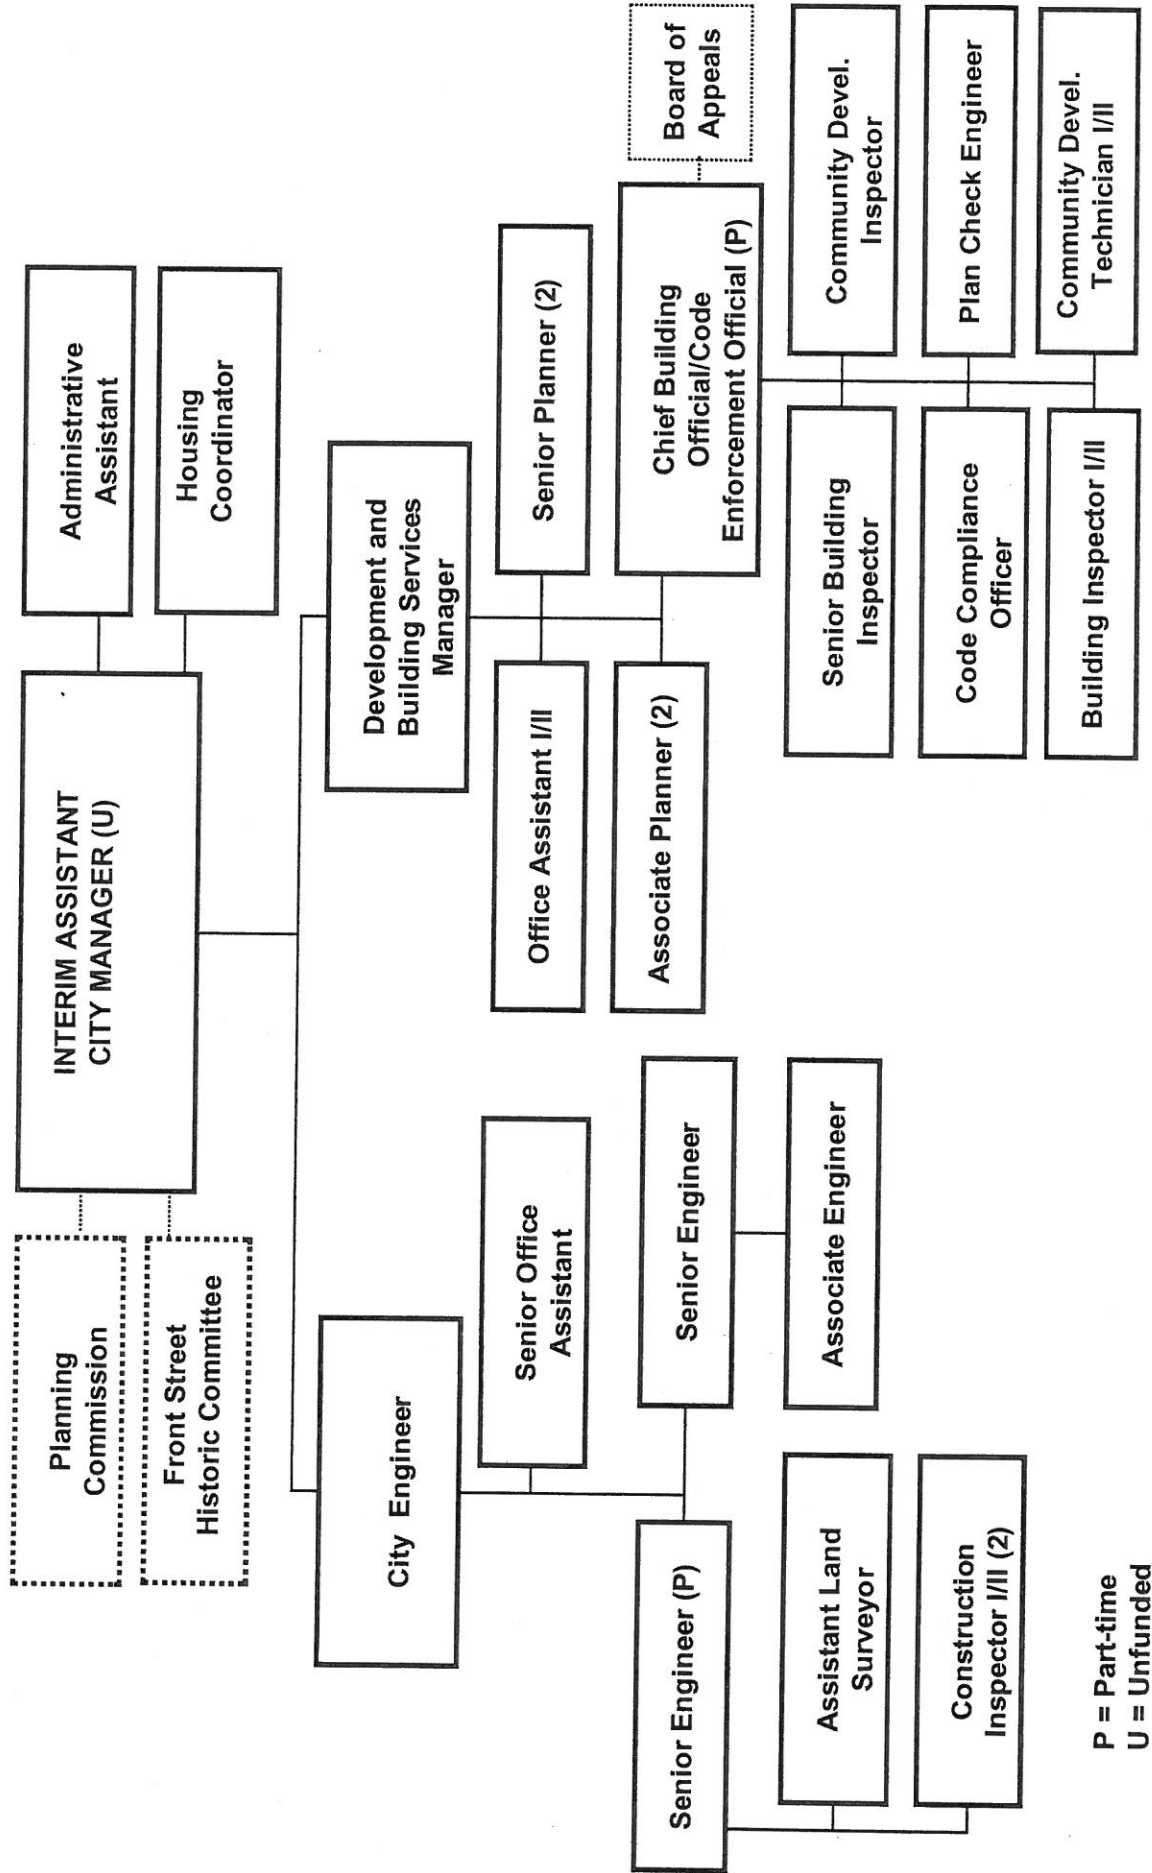 Planning
Commission
Front Street
Historic Committee
INTERIM ASSISTANT
CITY MANAGER (U)
Administrative
Assistant
Housing
Coordinator
City Engineer
Senior Office
Assistant
Senior Engineer (P)
Senior Engineer
Assistant Land
Surveyor
Construction
Inspector I/II (2)
Associate Engineer
Development and
Building Services
Manager
Office Assistant I/II
Senior Planner (2)
Associate Planner (2)
Chief Building
Official/Code
Enforcement Official (P)
Board of
Appeals
Senior Building
Inspector
Community Devel.
Inspector
Code Compliance
Officer
Plan Check Engineer
Building Inspector I/II
Community Devel.
Technician I/II
P = Part-time
U = Unfunded